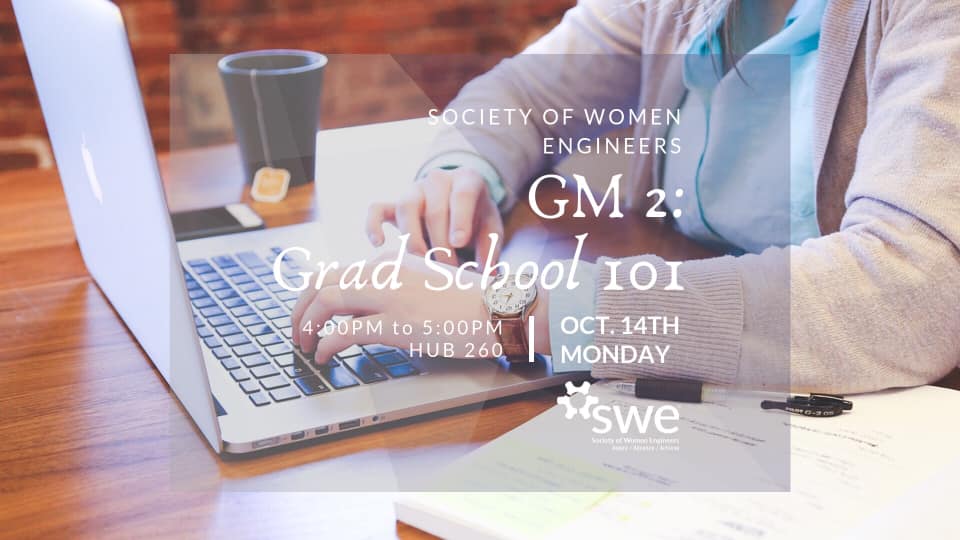 SOCIETY OF WOMEN
ENGINEERS
GM 2:
Grad School 101
4:00PM to 5:00PM
HUB 260
OCT. 14TH
MONDAY
swe
Society of Women Engineers